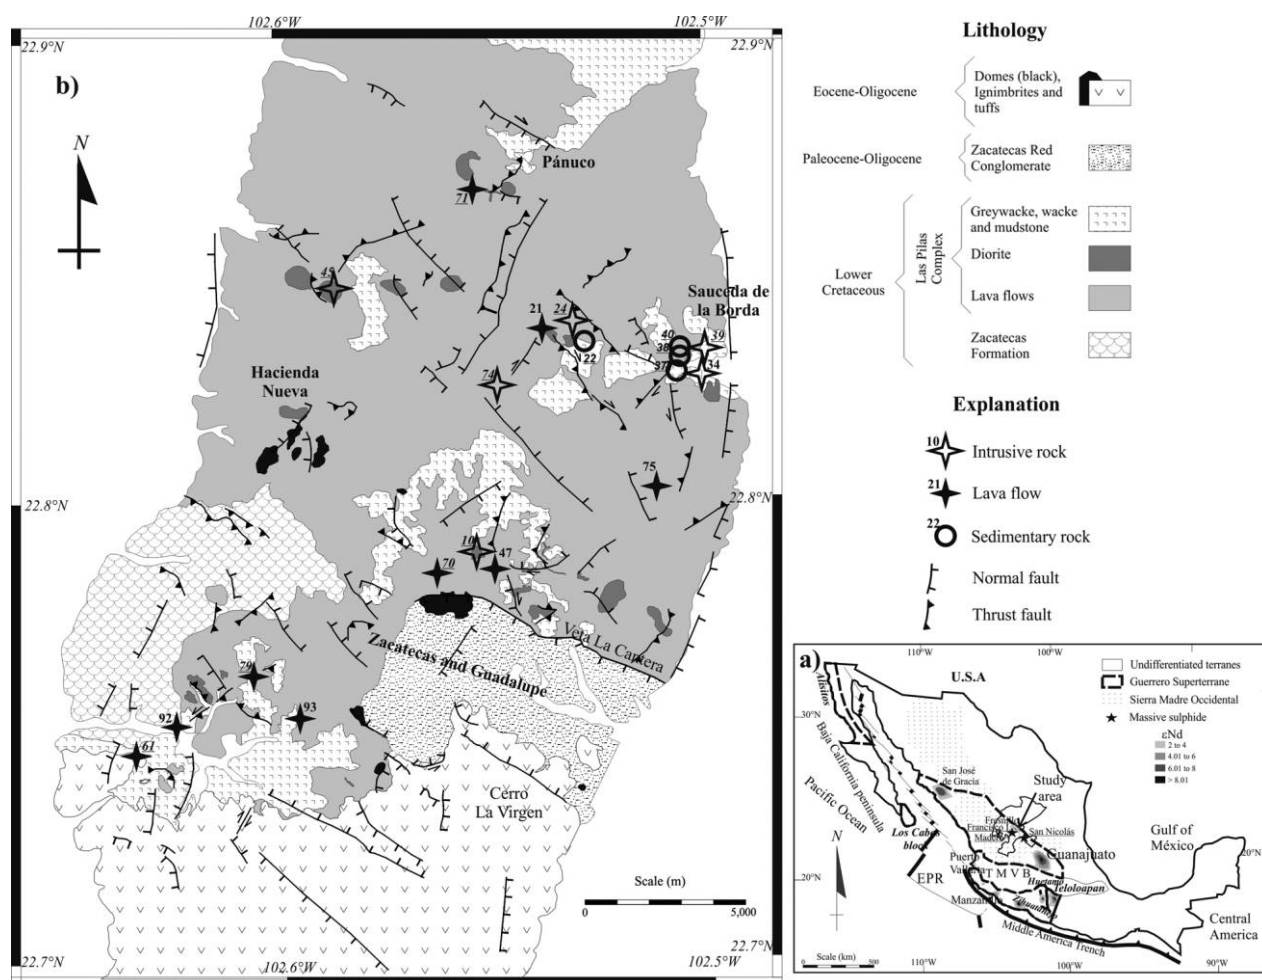 102.6°W
102.5°W
22.9°N
22.9°N
b)
N
Pánuco
71
45
Sauceda de
la Borda
24
21
22
40
38
37
39
34
74
Hacienda
Nueva
75
22.8°N
22.8°N
10
47
70
Veta La Cantera
Zacatecas and Guadalupe
79
92
93
61
Cerro
La Virgen
Scale (m)
0 5,000
22.7°N
22.7°N
102.6°W
102.5°W
Lithology
Eocene-Oligocene
Domes (black),
Ignimbrites and
tuffs
Paleocene-Oligocene
Zacatecas Red
Conglomerate
Lower
Cretaceous
Las Pilas
Complex
Greywacke, wacke
and mudstone
Diorite
Lava flows
Zacatecas
Formation
Explanation
10 Intrusive rock
21 Lava flow
22 Sedimentary rock
Normal fault
Thrust fault
a)
110°W
100°W
U.S.A
Undifferentiated terranes
Guerrero Superterrane
Sierra Madre Occidental
Massive sulphide
εNd
2 to 4
4.01 to 6
6.01 to 8
> 8.01
Alisitos
30°N
Baja California peninsula
Pacific Ocean
San José
de Gracia
Study
area
Los Cabos
block
Francisco I.
Madero
San Nicolás
Gulf of
México
Guanajuato
20°N
N
Puerto
Vallarta
T M V B
EPR
20°N
Huetamo
Teloloapan
Manzanillo
Zihuatanejo
Middle America Trench
Central
America
Scale (km)
0 500
110°W
100°W
90°W